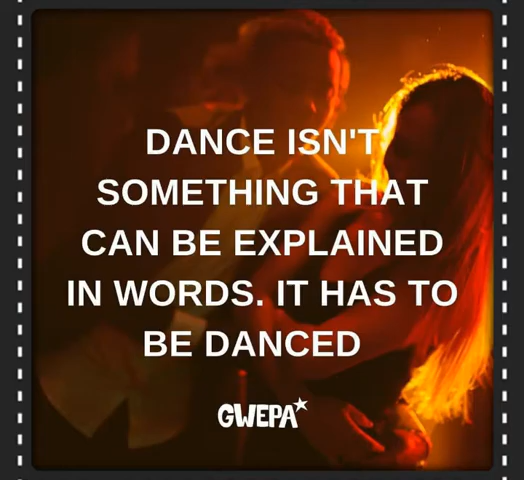 DANCE ISN'T
SOMETHING THAT
CAN BE EXPLAINED
IN WORDS. IT HAS TO
BE DANCED
GWEPA